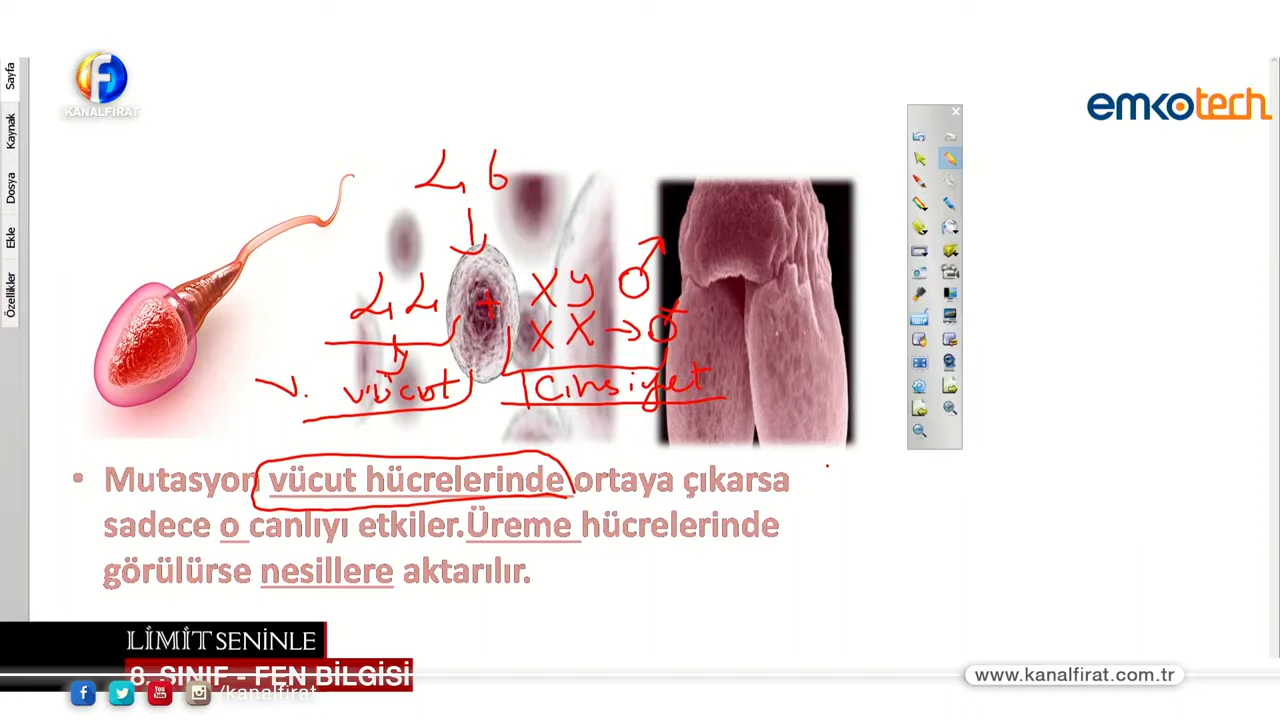 Sayfa
Kaynak
Dosya
Ekle
Özellikler
KANALFIRAT
emkotech
46
44 + X y ♂
X X →
V. vücut
Cinsiyet
• Mutasyon vücut hücrelerinde ortaya çıkarsa
sadece o canlıyı etkiler.Üreme hücrelerinde
görülürse nesillere aktarılır.
LİMİT SENİNLE
8. SINIF - FEN BİLGİSİ
/kanalfirat
www.kanalfirat.com.tr